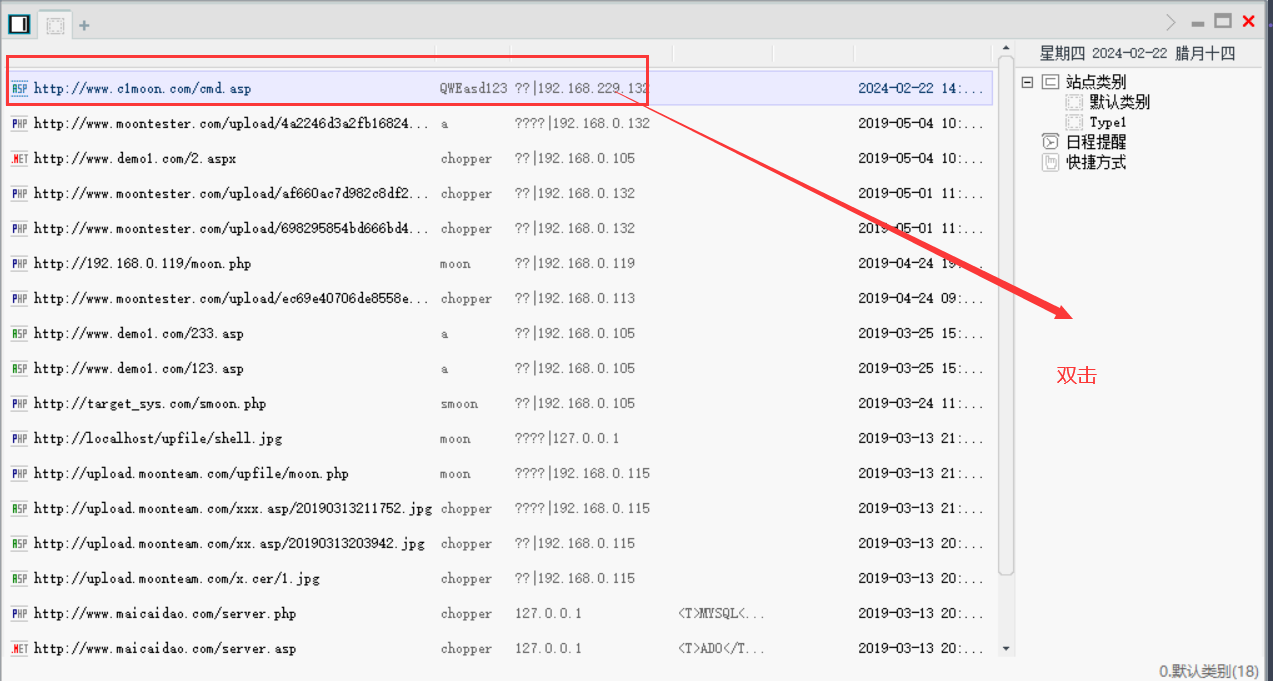 星期四 2024-02-22 腊月十四
ASP http://www.c1moon.com/cmd.asp QWEasd123 ??|192.168.229.132 2024-02-22 14:...
PHP http://www.moontester.com/upload/4a2246d3a2fb16824... a ????|192.168.0.132 2019-05-04 10:...
.NET http://www.demo1.com/2.aspx chopper ??|192.168.0.105 2019-05-04 10:...
PHP http://www.moontester.com/upload/af660ac7d982c8df2... chopper ??|192.168.0.132 2019-05-01 11:...
PHP http://www.moontester.com/upload/698295854bd666bd4... chopper ??|192.168.0.132 2019-05-01 11:...
PHP http://192.168.0.119/moon.php moon ??|192.168.0.119 2019-04-24 19:...
PHP http://www.moontester.com/upload/ec69e40706de8558e... chopper ??|192.168.0.113 2019-04-24 09:...
ASP http://www.demo1.com/233.asp a ??|192.168.0.105 2019-03-25 15:...
ASP http://www.demo1.com/123.asp a ??|192.168.0.105 2019-03-25 15:...
PHP http://target_sys.com/smoon.php smoon ??|192.168.0.105 2019-03-24 11:...
PHP http://localhost/upfile/shell.jpg moon ????|127.0.0.1 2019-03-13 21:...
PHP http://upload.moonteam.com/upfile/moon.php moon ????|192.168.0.115 2019-03-13 21:...
ASP http://upload.moonteam.com/xxx.asp/20190313211752.jpg chopper ????|192.168.0.115 2019-03-13 21:...
ASP http://upload.moonteam.com/xx.asp/20190313203942.jpg chopper ??|192.168.0.115 2019-03-13 20:...
ASP http://upload.moonteam.com/x.cer/1.jpg chopper ??|192.168.0.115 2019-03-13 20:...
PHP http://www.maicaidao.com/server.php chopper 127.0.0.1 <T>MYSQL<... 2019-03-13 20:...
.NET http://www.maicaidao.com/server.asp chopper 127.0.0.1 <T>ADO</T... 2019-03-13 20:...
站点类别
默认类别
Type1
日程提醒
快捷方式
双击
0.默认类别(18)